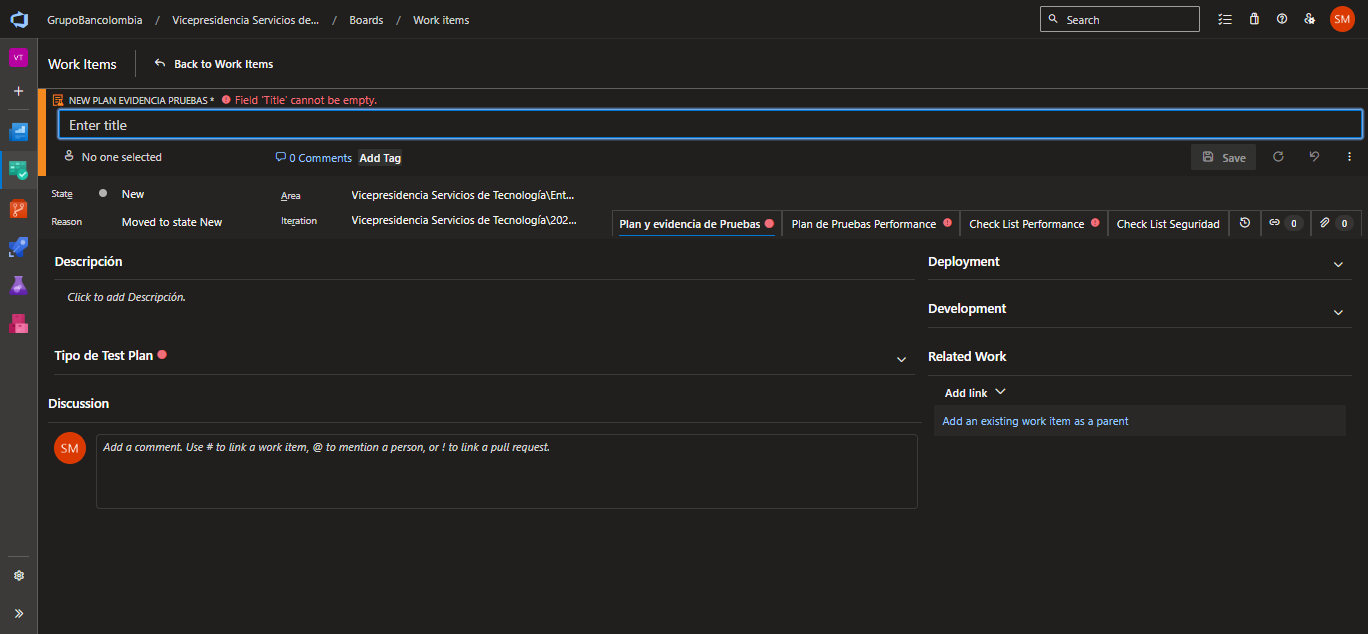 GrupoBancolombia / Vicepresidencia Servicios de... / Boards / Work items Search SM
VT
Work Items Back to Work Items
NEW PLAN EVIDENCIA PRUEBAS * Field 'Title' cannot be empty.
Enter title
No one selected 0 Comments Add Tag Save
State New Area Vicepresidencia Servicios de Tecnología\Ent...
Reason Moved to state New Iteration Vicepresidencia Servicios de Tecnología\202...
Plan y evidencia de Pruebas Plan de Pruebas Performance Check List Performance Check List Seguridad 0 0
Descripción
Click to add Descripción.
Tipo de Test Plan
Discussion
SM
Add a comment. Use # to link a work item, @ to mention a person, or ! to link a pull request.
Deployment
Development
Related Work
Add link
Add an existing work item as a parent